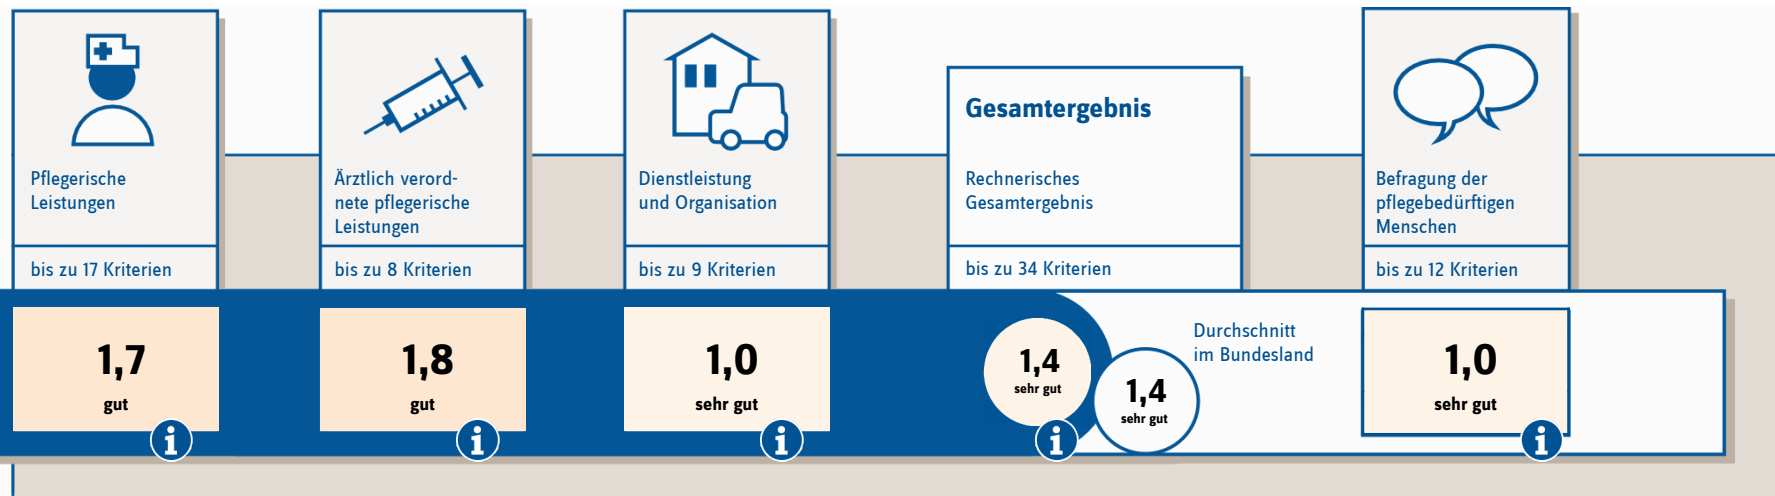 Pflegerische
Leistungen
bis zu 17 Kriterien
1,7
gut
i
Ärztlich verord-
nete pflegerische
Leistungen
bis zu 8 Kriterien
1,8
gut
i
Dienstleistung
und Organisation
bis zu 9 Kriterien
1,0
sehr gut
i
Gesamtergebnis
Rechnerisches
Gesamtergebnis
bis zu 34 Kriterien
1,4
sehr gut
i
1,4
sehr gut
Durchschnitt
im Bundesland
Befragung der
pflegebedürftigen
Menschen
bis zu 12 Kriterien
1,0
sehr gut
i